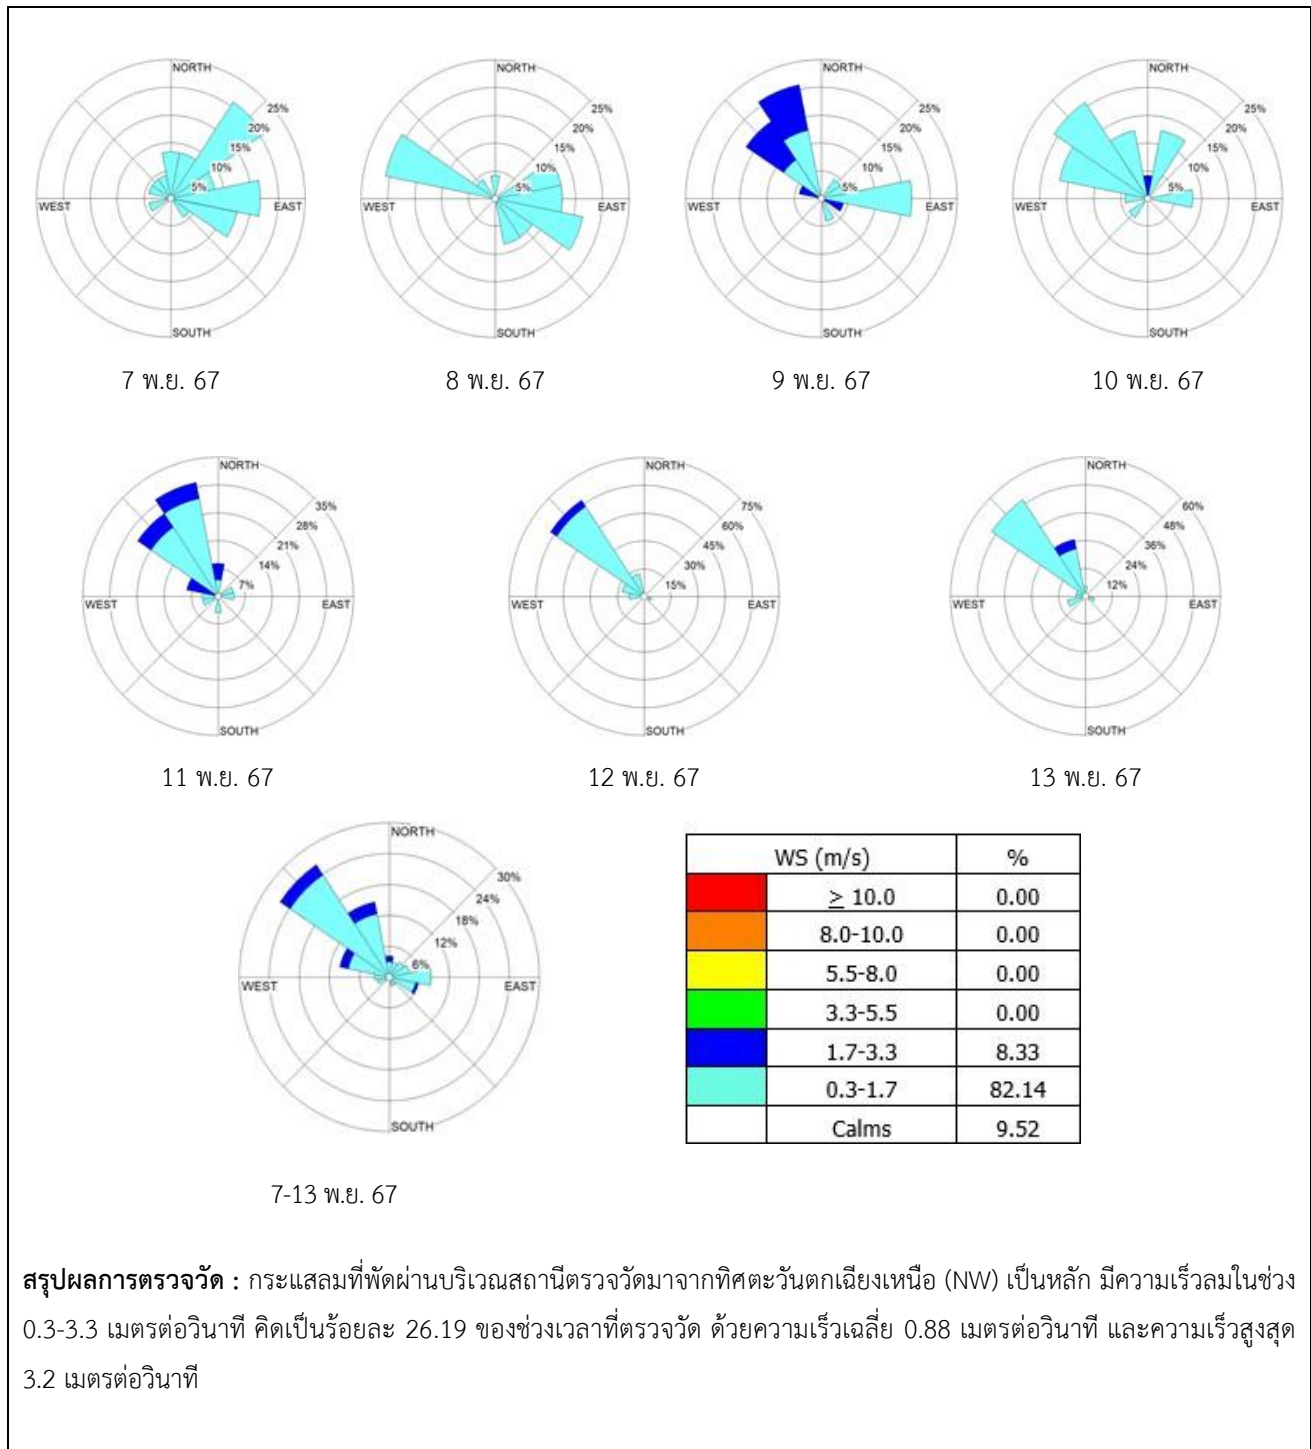 NORTH
25%
20%
15%
10%
5%
WEST
EAST
SOUTH
7 พ.ย. 67
NORTH
25%
20%
15%
10%
5%
WEST
EAST
SOUTH
8 พ.ย. 67
NORTH
25%
20%
15%
10%
5%
WEST
EAST
SOUTH
9 พ.ย. 67
NORTH
25%
20%
15%
10%
5%
WEST
EAST
SOUTH
10 พ.ย. 67
NORTH
35%
28%
21%
14%
7%
WEST
EAST
SOUTH
11 พ.ย. 67
NORTH
75%
60%
45%
30%
15%
WEST
EAST
SOUTH
12 พ.ย. 67
NORTH
60%
48%
36%
24%
12%
WEST
EAST
SOUTH
13 พ.ย. 67
NORTH
30%
24%
18%
12%
6%
WEST
EAST
SOUTH
7-13 พ.ย. 67
WS (m/s) %
≥ 10.0 0.00
8.0-10.0 0.00
5.5-8.0 0.00
3.3-5.5 0.00
1.7-3.3 8.33
0.3-1.7 82.14
Calms 9.52
สรุปผลการตรวจวัด : กระแสลมที่พัดผ่านบริเวณสถานีตรวจวัดมาจากทิศตะวันตกเฉียงเหนือ (NW) เป็นหลัก มีความเร็วลมในช่วง
0.3-3.3 เมตรต่อวินาที คิดเป็นร้อยละ 26.19 ของช่วงเวลาที่ตรวจวัด ด้วยความเร็วเฉลี่ย 0.88 เมตรต่อวินาที และความเร็วสูงสุด
3.2 เมตรต่อวินาที